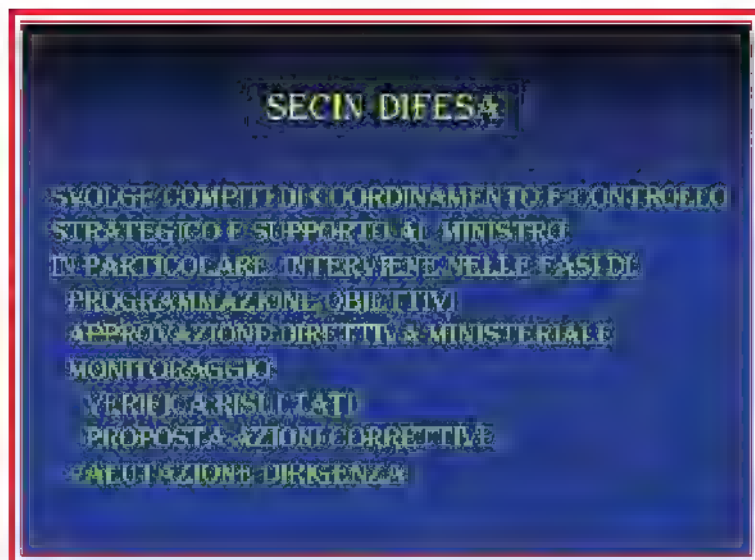 SECIN DIFESA
SVOLGE COMPITI DI COORDINAMENTO E CONTROLLO
STRATEGICO E SUPPORTO AL MINISTRO
IN PARTICOLARE INTERVIENE NELLE FASI DI
PROGRAMMAZIONE OBIETTIVI
APPROVAZIONE DIRETTIVA MINISTERIALE
MONITORAGGIO
VERIFICA RISULTATI
PROPOSTA AZIONI CORRETTIVE
VALUTAZIONE DIRIGENZA